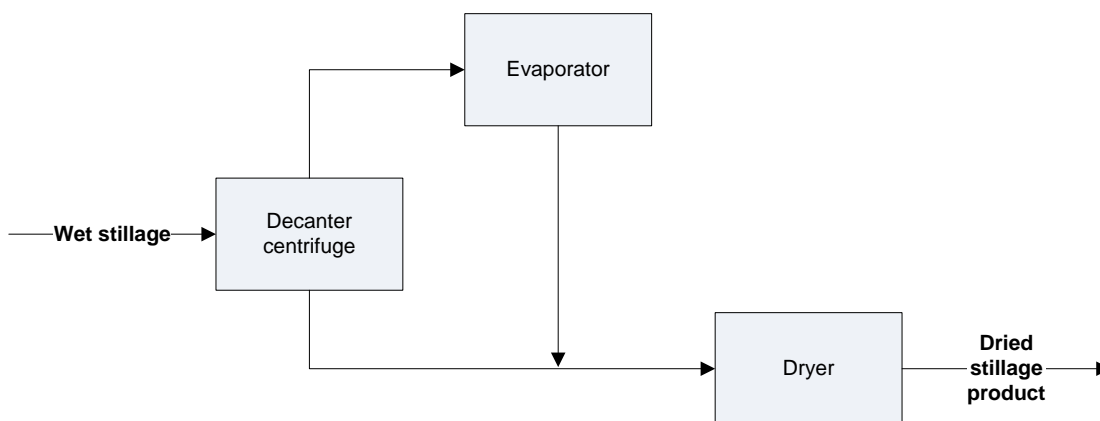 Evaporator
Decanter
centrifuge
Wet stillage
Dryer
Dried
stillage
product